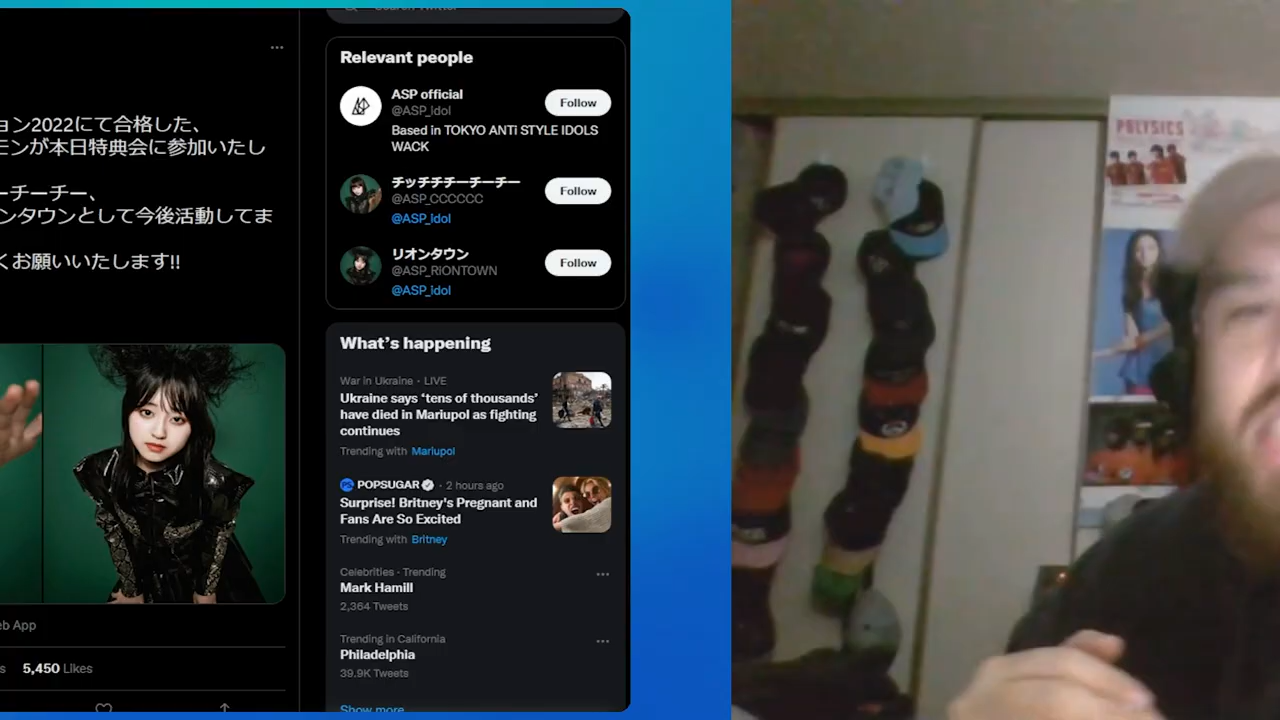 ョン2022にて合格した、
モンが本日特典会に参加いたし
ーチーチー、
ンタウンとして今後活動してま
くお願いいたします!!
eb App
s 5,450 Likes
Relevant people
ASP official
@ASP_idol
Follow
Based in TOKYO ANTi STYLE IDOLS
WACK
チッチチチーチーチー
@ASP_CCCCCC
Follow
@ASP_idol
リオンタウン
@ASP_RIONTOWN
Follow
@ASP_idol
What's happening
War in Ukraine · LIVE
Ukraine says 'tens of thousands'
have died in Mariupol as fighting
continues
Trending with Mariupol
POPSUGAR · 2 hours ago
Surprise! Britney's Pregnant and
Fans Are So Excited
Trending with Britney
Celebrities · Trending
Mark Hamill
2,364 Tweets
Trending in California
Philadelphia
39.9K Tweets
Show more
POLYSICS